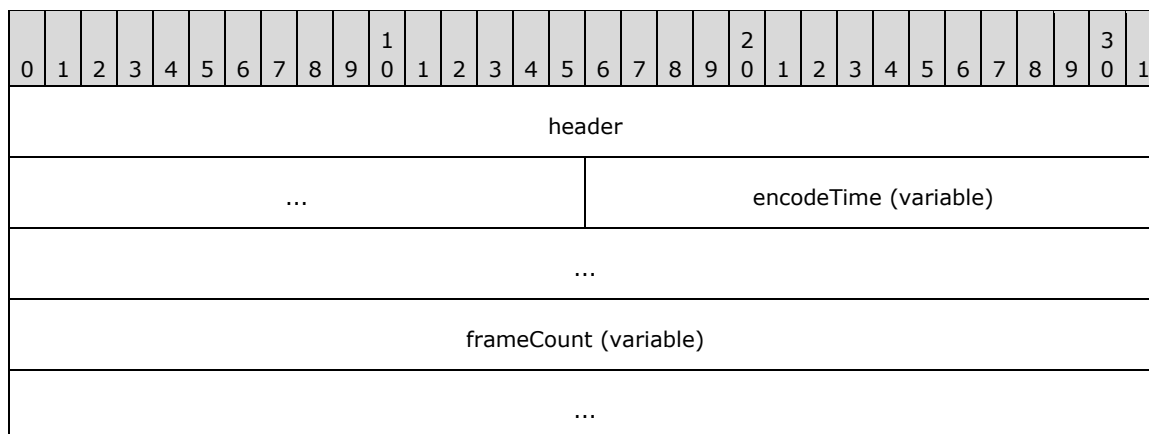 1 2 3
0 1 2 3 4 5 6 7 8 9 0 1 2 3 4 5 6 7 8 9 0 1 2 3 4 5 6 7 8 9 0 1
header
... encodeTime (variable)
...
frameCount (variable)
...